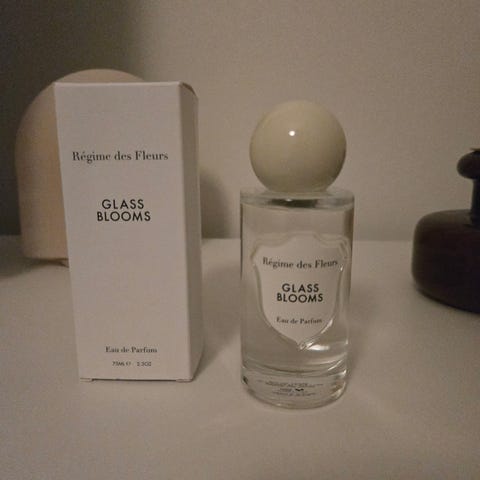 Régime des Fleurs
GLASS
BLOOMS
Eau de Parfum
75ML ℮ 2.5OZ
Régime des Fleurs
GLASS
BLOOMS
Eau de Parfum